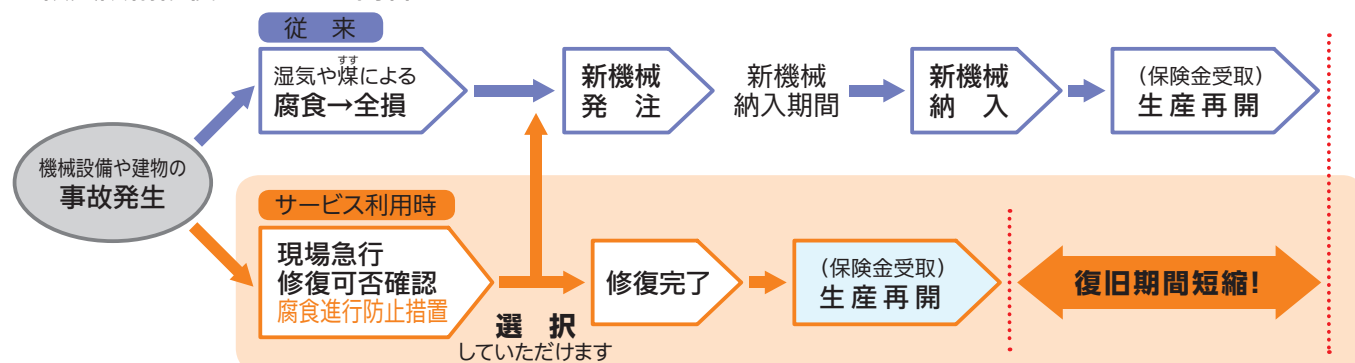 従 来
すす
湿気や煤による
腐食→全損
新機械
発 注
新機械
納入期間
新機械
納 入
(保険金受取)
生産再開
機械設備や建物の
事故発生
サービス利用時
現場急行
修復可否確認
腐食進行防止措置
選 択
していただけます
修復完了
(保険金受取)
生産再開
復旧期間短縮!